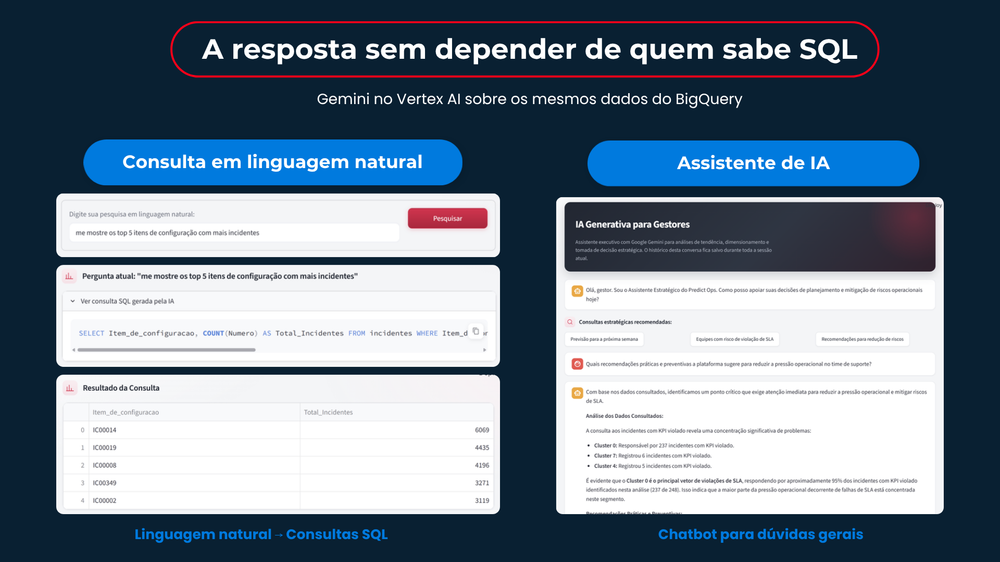 A resposta sem depender de quem sabe SQL
Gemini no Vertex AI sobre os mesmos dados do BigQuery
Consulta em linguagem natural
Digite sua pesquisa em linguagem natural:
me mostre os top 5 itens de configuração com mais incidentes
Pesquisar
Pergunta atual: "me mostre os top 5 itens de configuração com mais incidentes"
Ver consulta SQL gerada pela IA
SELECT Item_de_configuracao, COUNT(Numero) AS Total_Incidentes FROM incidentes WHERE Item_d
Resultado da Consulta
Item_de_configuracao Total_Incidentes
0 IC00014 6069
1 IC00019 4435
2 IC00008 4196
3 IC00349 3271
4 IC00002 3119
Linguagem natural → Consultas SQL
Assistente de IA
loy
IA Generativa para Gestores
Assistente executivo com Google Gemini para análises de tendência, dimensionamento e
tomada de decisão estratégica. O histórico desta conversa fica salvo durante toda a sessão
atual.
Olá, gestor. Sou o Assistente Estratégico do Predict Ops. Como posso apoiar suas decisões de planejamento e mitigação de riscos operacionais
hoje?
Consultas estratégicas recomendadas:
Previsão para a próxima semana
Equipes com risco de violação de SLA
Recomendações para redução de riscos
Quais recomendações práticas e preventivas a plataforma sugere para reduzir a pressão operacional no time de suporte?
Com base nos dados consultados, identificamos um ponto crítico que exige atenção imediata para reduzir a pressão operacional e mitigar riscos
de SLA.
Análise dos Dados Consultados:
A consulta aos incidentes com KPI violado revela uma concentração significativa de problemas:
• Cluster 0: Responsável por 237 incidentes com KPI violado.
• Cluster 7: Registrou 6 incidentes com KPI violado.
• Cluster 4: Registrou 5 incidentes com KPI violado.
É evidente que o Cluster 0 é o principal vetor de violações de SLA, respondendo por aproximadamente 95% dos incidentes com KPI violado
identificados nesta análise (237 de 248). Isso indica que a maior parte da pressão operacional decorrente de falhas de SLA está concentrada
neste segmento.
Recomendações Práticas e Preventivas:
Chatbot para dúvidas gerais